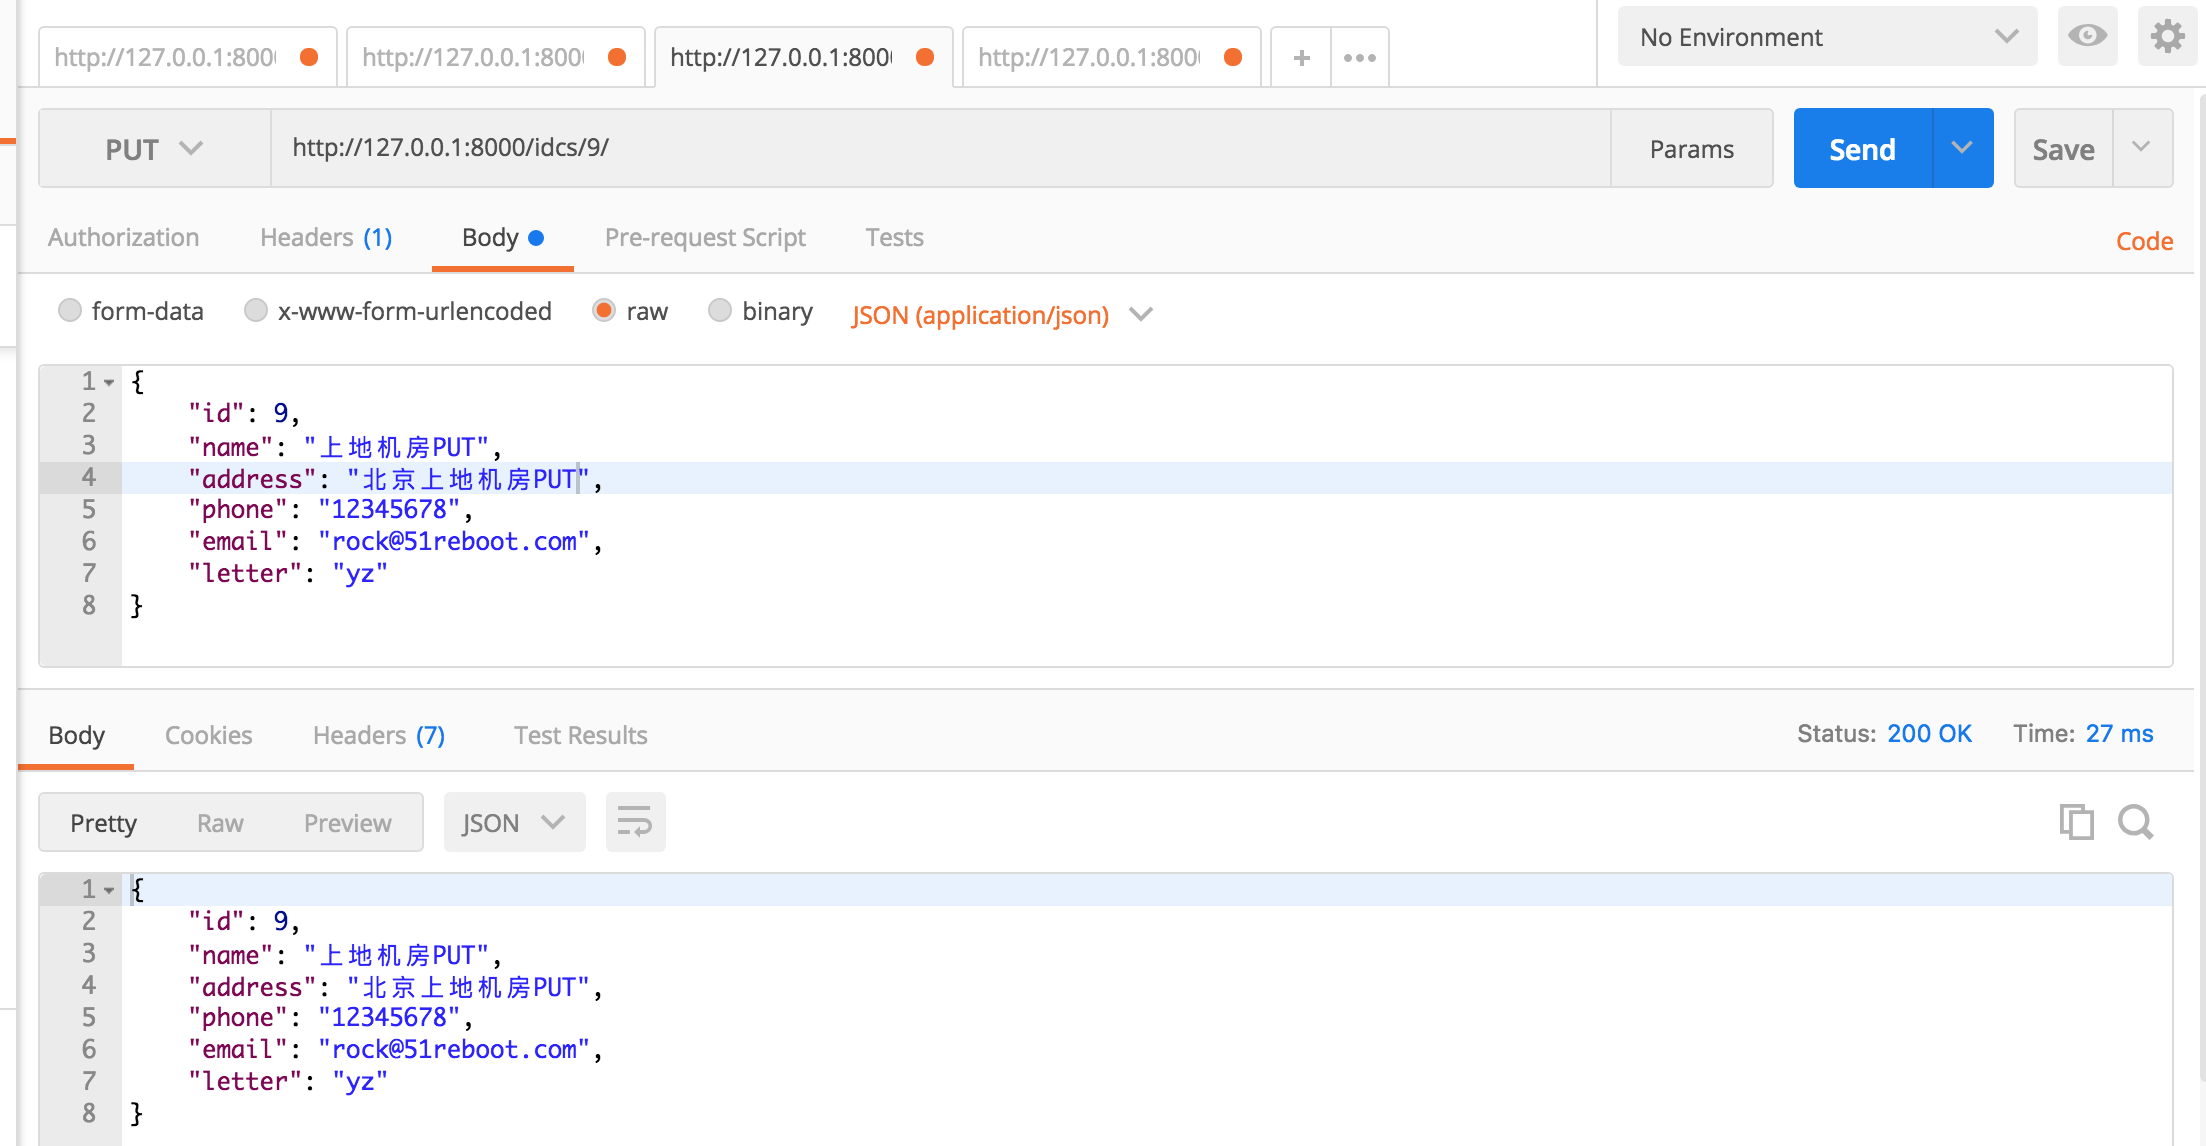 http://127.0.0.1:800
http://127.0.0.1:800
http://127.0.0.1:800
http://127.0.0.1:800
+
•••
No Environment
PUT
http://127.0.0.1:8000/idcs/9/
Params
Send
Save
Authorization
Headers (1)
Body
Pre-request Script
Tests
Code
form-data
x-www-form-urlencoded
raw
binary
JSON (application/json)
1 {
2 "id": 9,
3 "name": "上地机房PUT",
4 "address": "北京上地机房PUT",
5 "phone": "12345678",
6 "email": "rock@51reboot.com",
7 "letter": "yz"
8 }
Body
Cookies
Headers (7)
Test Results
Status: 200 OK
Time: 27 ms
Pretty
Raw
Preview
JSON
1 {
2 "id": 9,
3 "name": "上地机房PUT",
4 "address": "北京上地机房PUT",
5 "phone": "12345678",
6 "email": "rock@51reboot.com",
7 "letter": "yz"
8 }